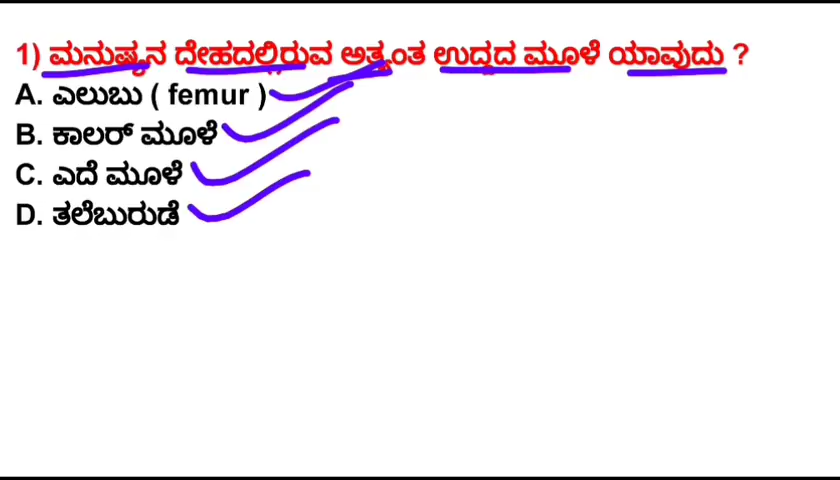 1) ಮನುಷ್ಯನ ದೇಹದಲ್ಲಿರುವ ಅತ್ಯಂತ ಉದ್ದದ ಮೂಳೆ ಯಾವುದು ?
A. ಎಲುಬು ( femur )
B. ಕಾಲರ್ ಮೂಳೆ
C. ಎದೆ ಮೂಳೆ
D. ತಲೆಬುರುಡೆ